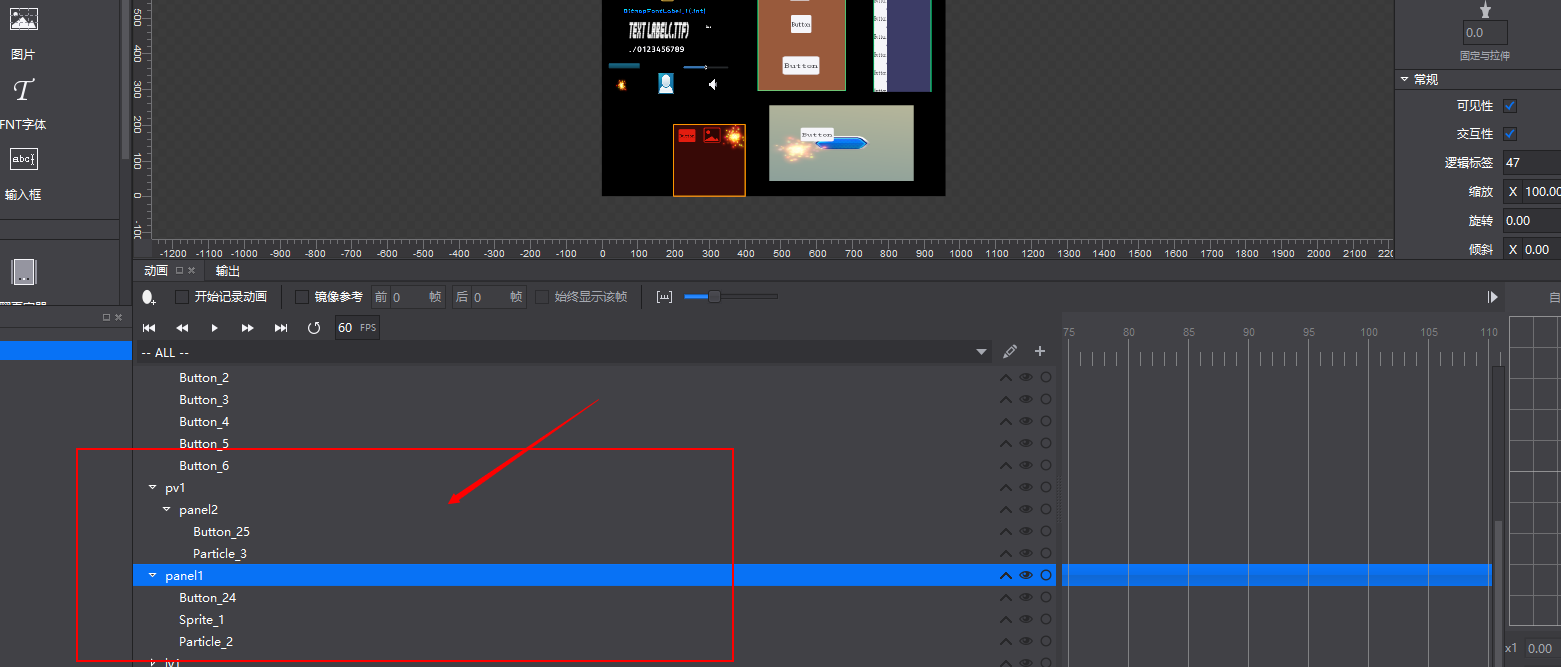 图片
FNT字体
输入框
500
400
300
200
100
0
-100
BitmapFontLabel_1(.fnt)
TEXT LABEL(.TTF)
./0123456789
Button
Button
Button
-1200 -1100 -1000 -900 -800 -700 -600 -500 -400 -300 -200 -100 0 100 200 300 400 500 600 700 800 900 1000 1100 1200 1300 1400 1500 1600 1700 1800 1900 2000 2100 220
0.0
固定与拉伸
常规
可见性
交互性
逻辑标签 47
缩放 X 100.00
旋转 0.00
倾斜 X 0.00
动画 输出
开始记录动画 镜像参考 前 0 帧 后 0 帧 始终显示该帧
60 FPS
75 80 85 90 95 100 105 110
-- ALL --
Button_2
Button_3
Button_4
Button_5
Button_6
pv1
panel2
Button_25
Particle_3
panel1
Button_24
Sprite_1
Particle_2
lv1
自
x1 0.00